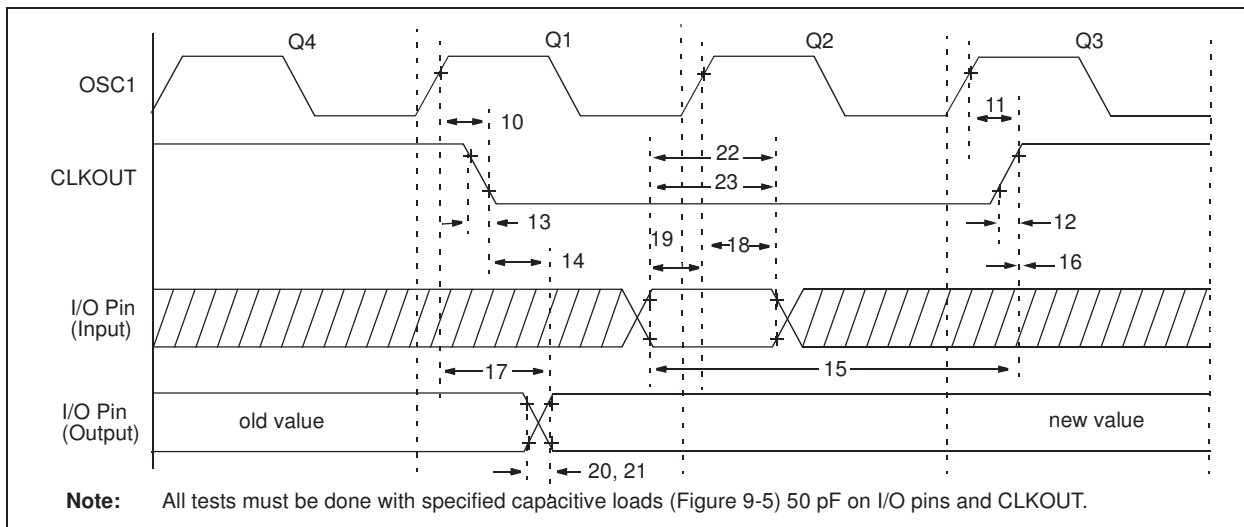 Q4 Q1 Q2 Q3
OSC1
10 11
22
CLKOUT
23
13 12
19 18
14 16
I/O Pin
(Input)
17 15
I/O Pin
(Output)
old value new value
20, 21
Note: All tests must be done with specified capacitive loads (Figure 9-5) 50 pF on I/O pins and CLKOUT.